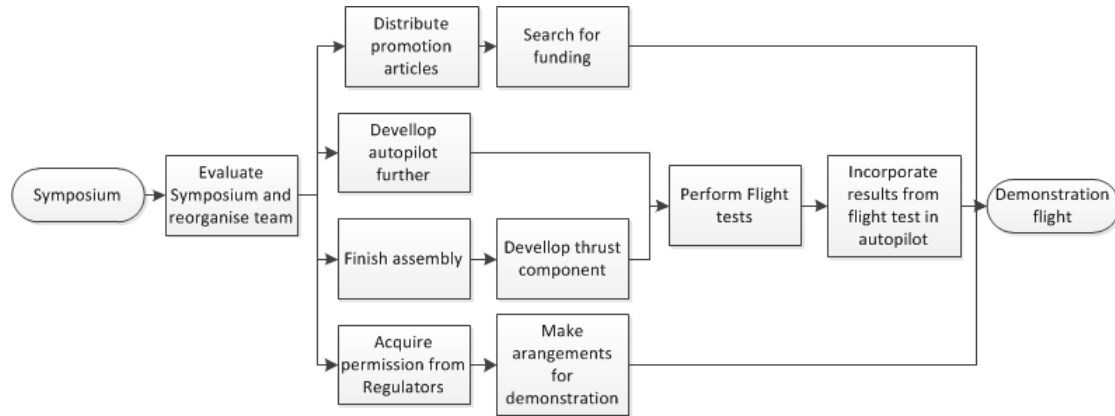 Symposium
Evaluate
Symposium and
reorganise team
Distribute
promotion
articles
Search for
funding
Devellop
autopilot
further
Finish assembly
Devellop thrust
component
Acquire
permission from
Regulators
Make
arangements
for
demonstration
Perform Flight
tests
Incorporate
results from
flight test in
autopilot
Demonstration
flight